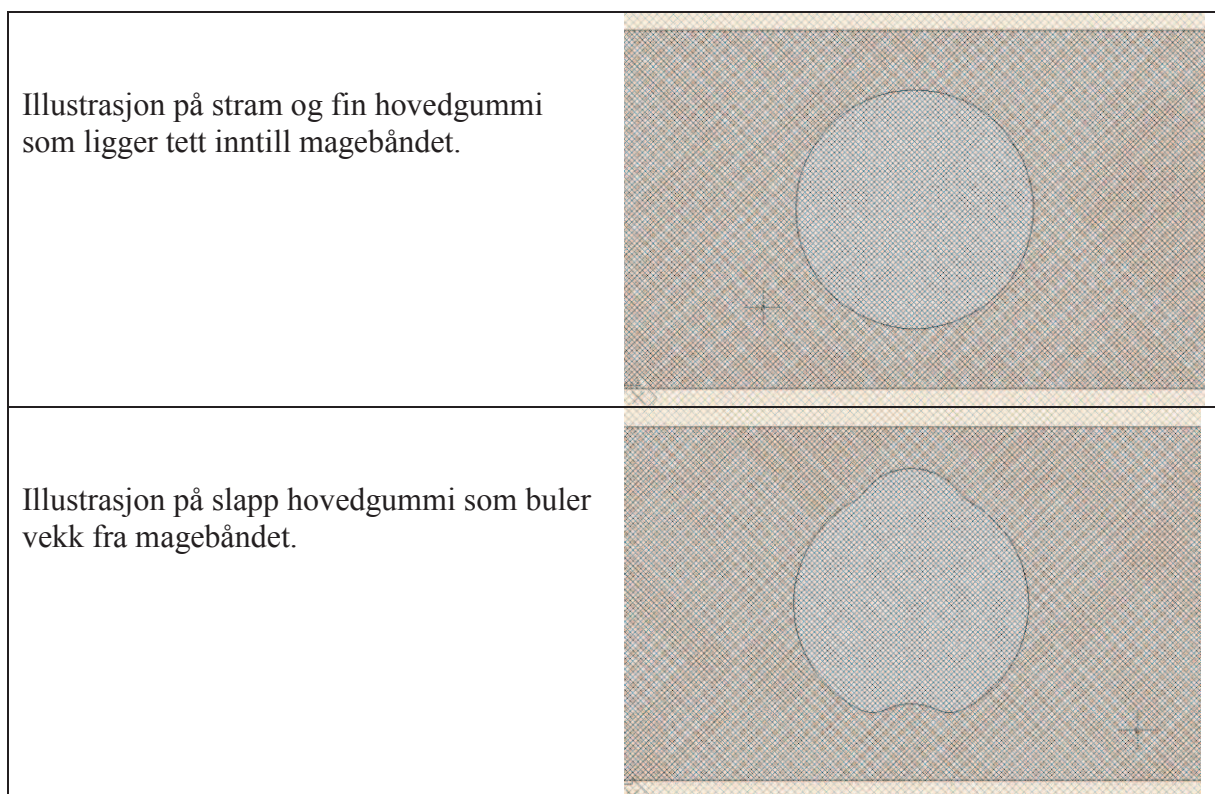 Illustrasjon på stram og fin hovedgummi
som ligger tett inntill magebåndet.
Illustrasjon på slapp hovedgummi som buler
vekk fra magebåndet.